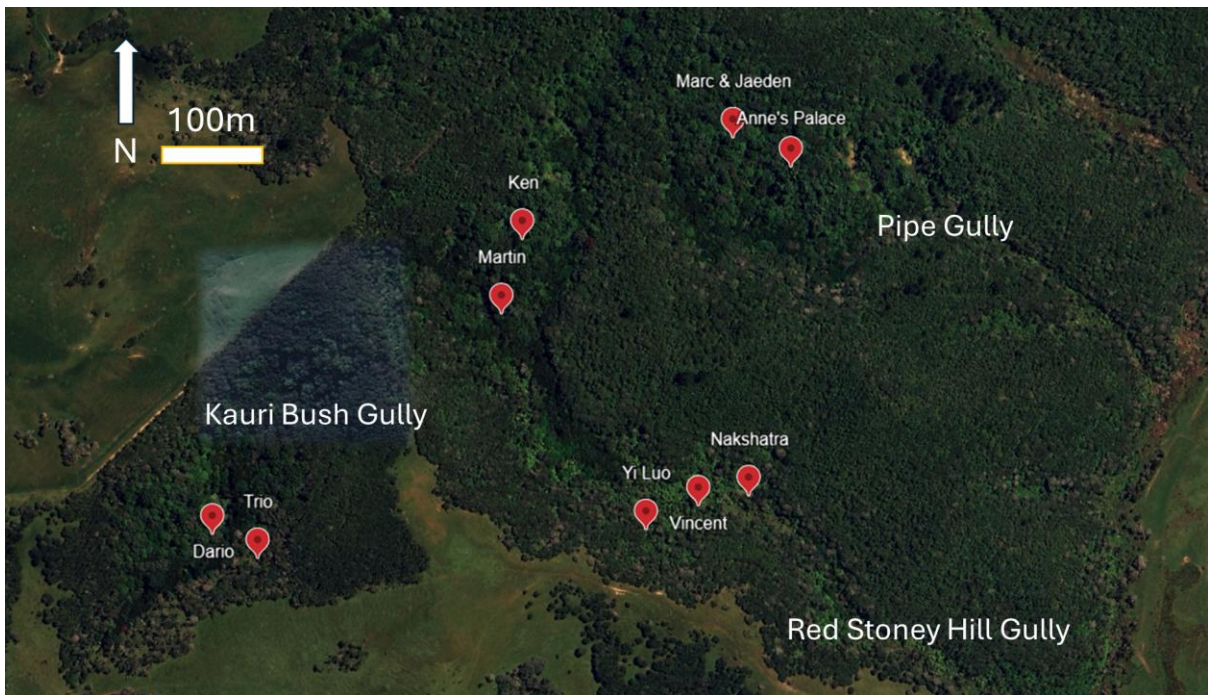 Marc & Jaeden
100m
Anne's Palace
N
Ken
Pipe Gully
Martin
Kauri Bush Gully
Nakshatra
Yi Luo
Trio
Vincent
Dario
Red Stoney Hill Gully